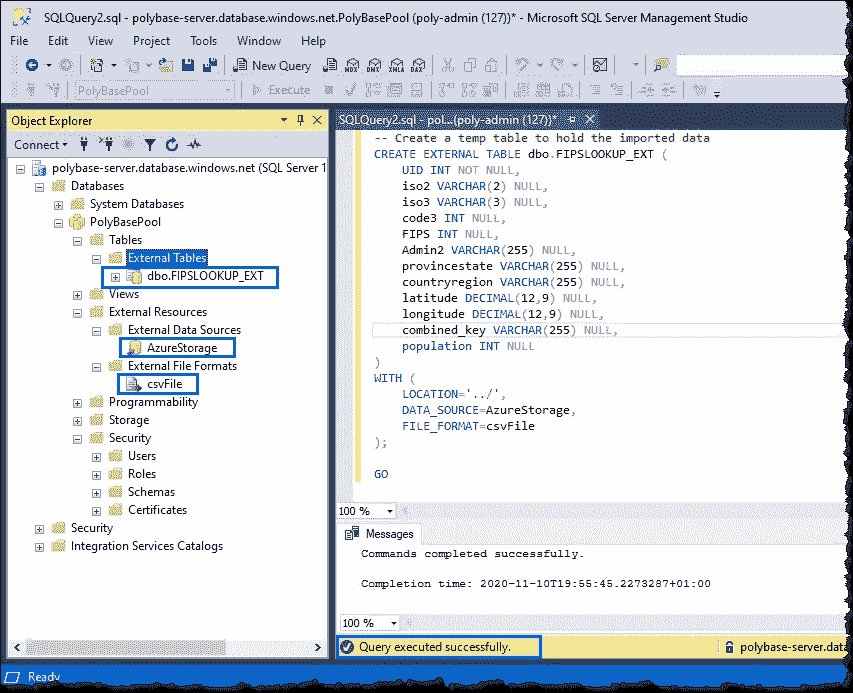 SQLQuery2.sql - polybase-server.database.windows.net.PolyBasePool (poly-admin (127))* - Microsoft SQL Server Management Studio
File Edit View Project Tools Window Help
New Query MDX DMX XMLA DAX
PolyBasePool Execute
Object Explorer
SQLQuery2.sql - pol...(poly-admin (127))*
Connect
polybase-server.database.windows.net (SQL Server 1
Databases
System Databases
PolyBasePool
Tables
External Tables
dbo.FIPSLOOKUP_EXT
Views
External Resources
External Data Sources
AzureStorage
External File Formats
csvFile
Programmability
Storage
Security
Users
Roles
Schemas
Certificates
Security
Integration Services Catalogs
-- Create a temp table to hold the imported data
CREATE EXTERNAL TABLE dbo.FIPSLOOKUP_EXT (
UID INT NOT NULL,
iso2 VARCHAR(2) NULL,
iso3 VARCHAR(3) NULL,
code3 INT NULL,
FIPS INT NULL,
Admin2 VARCHAR(255) NULL,
provincestate VARCHAR(255) NULL,
countryregion VARCHAR(255) NULL,
latitude DECIMAL(12,9) NULL,
longitude DECIMAL(12,9) NULL,
combined_key VARCHAR(255) NULL,
population INT NULL
)
WITH (
LOCATION='../',
DATA_SOURCE=AzureStorage,
FILE_FORMAT=csvFile
);
GO
100 %
Messages
Commands completed successfully.
Completion time: 2020-11-10T19:55:45.2273287+01:00
100 %
Query executed successfully.
polybase-server.data
Ready